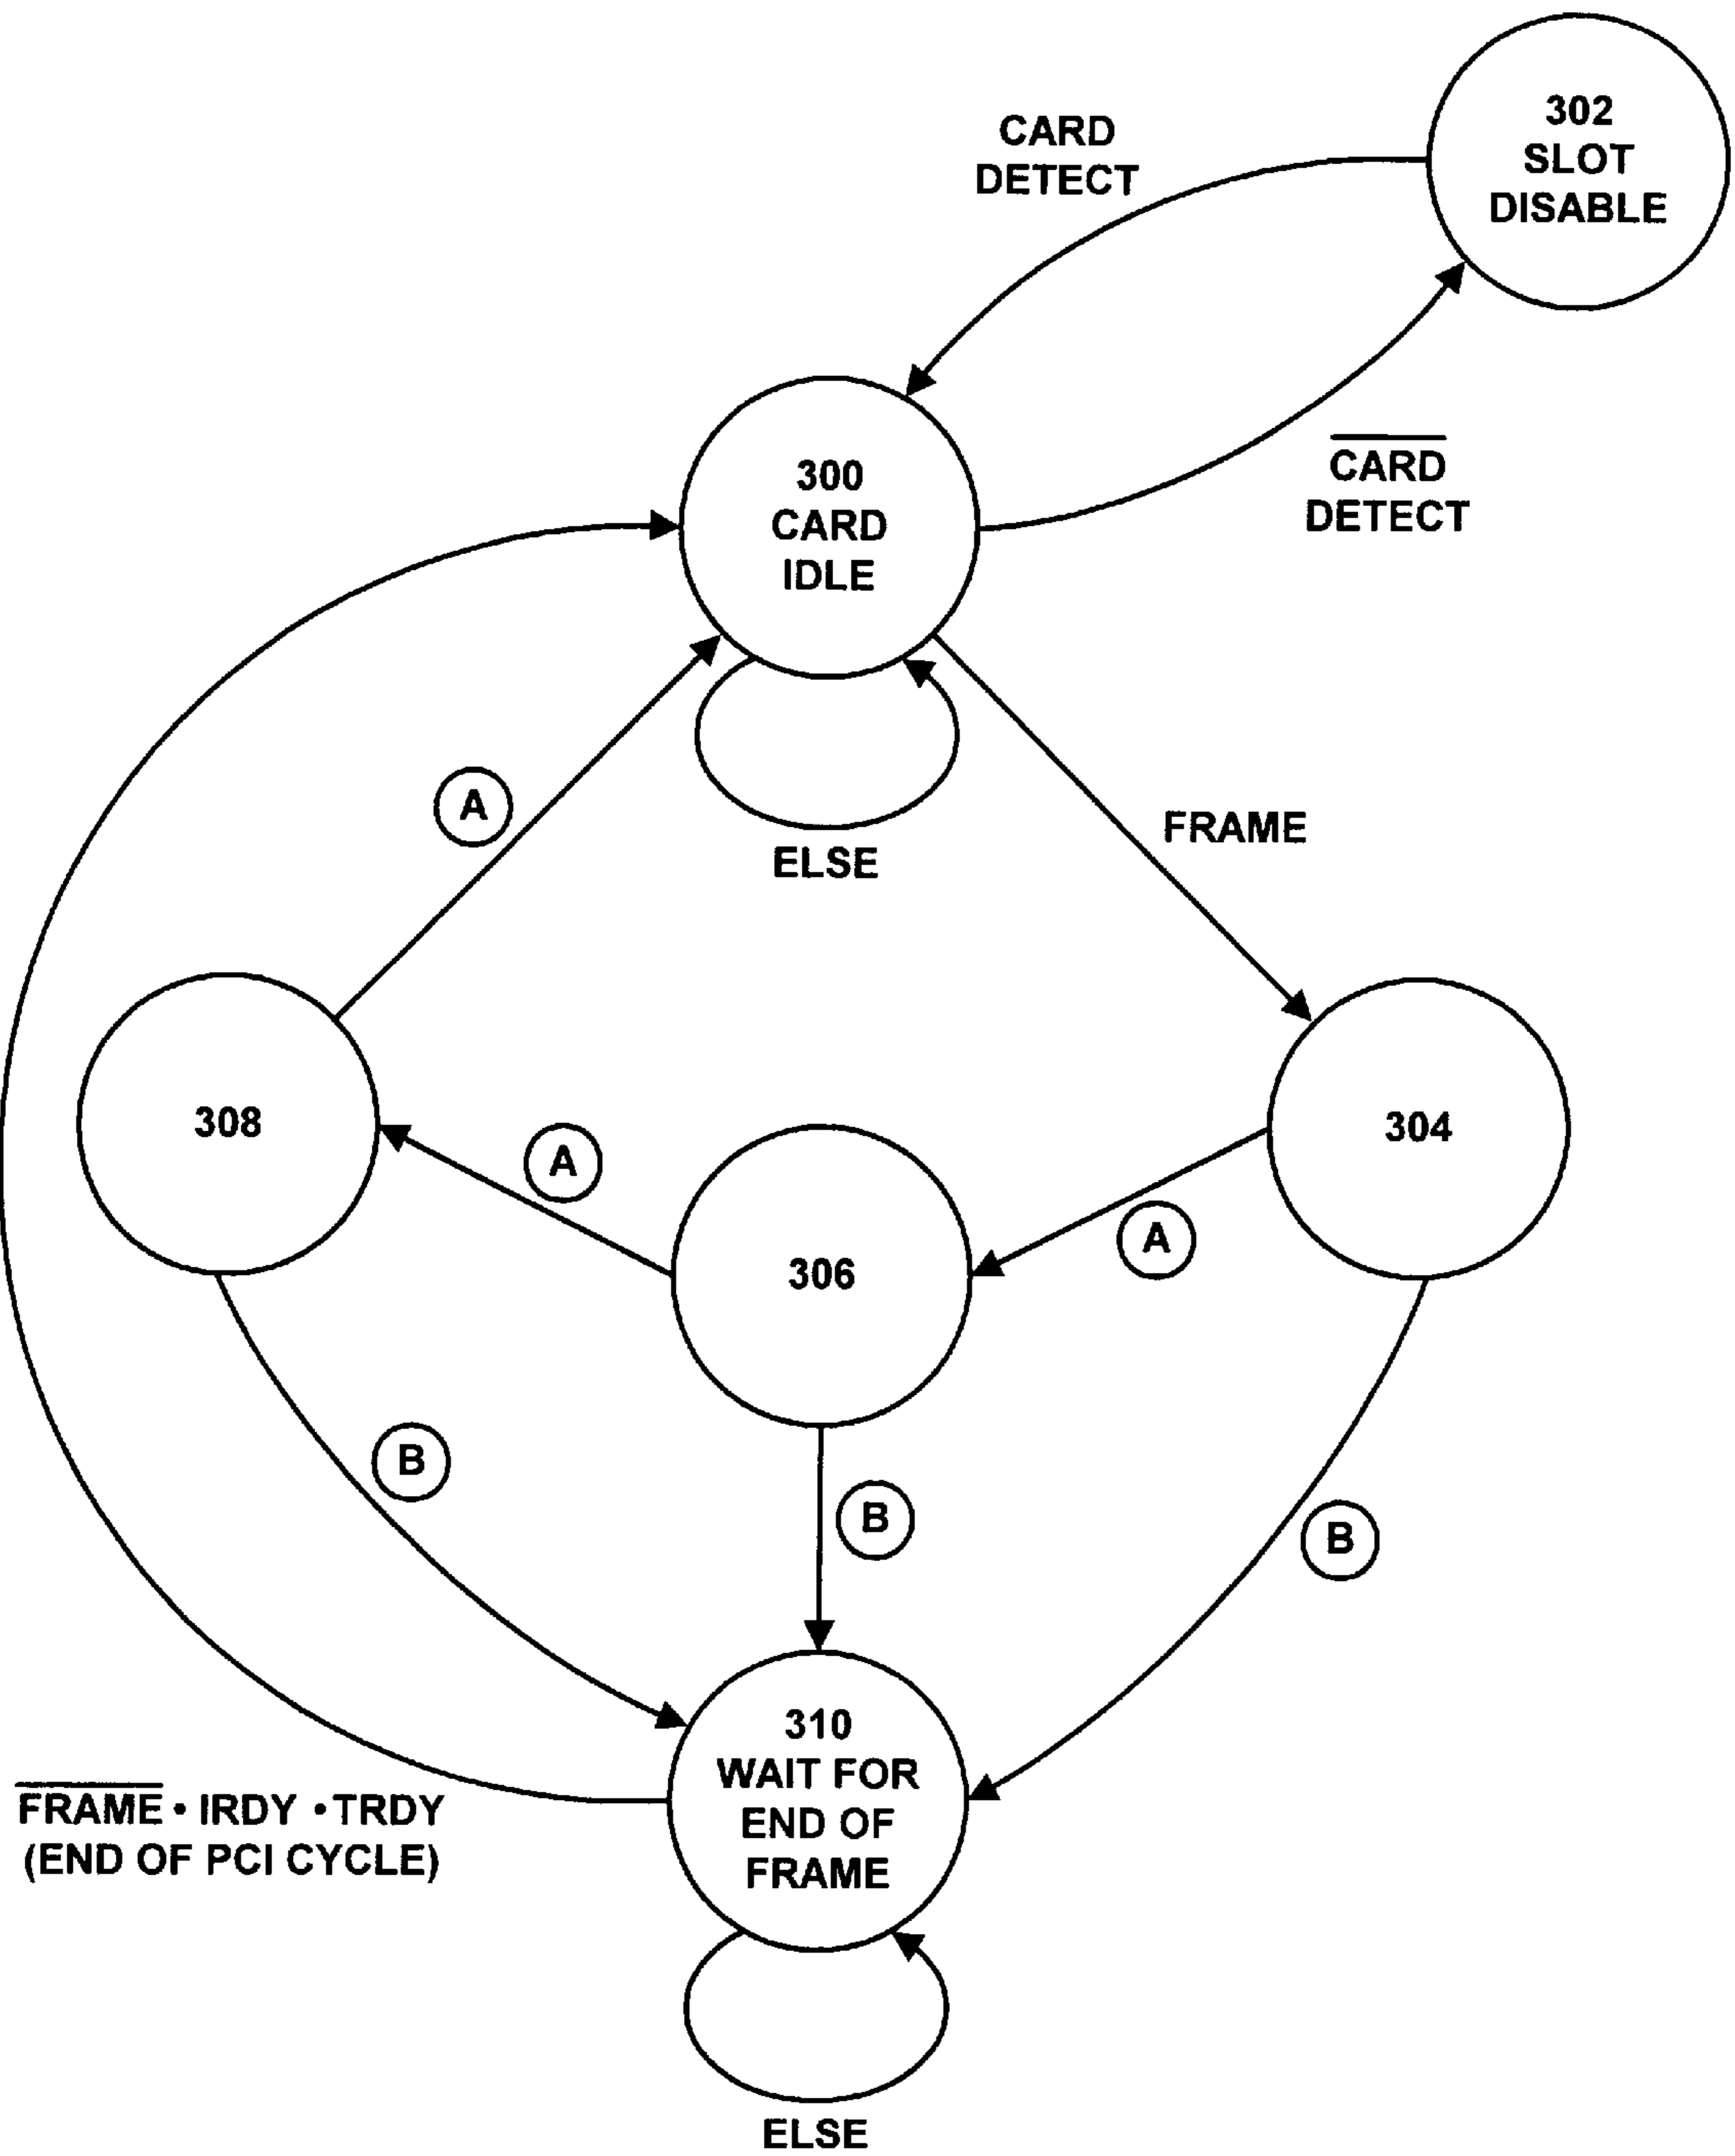 302
SLOT
DISABLE
CARD
DETECT
CARD
DETECT
300
CARD
IDLE
A
ELSE
FRAME
308
304
A
306
A
B
B
B
310
WAIT FOR
END OF
FRAME
FRAME • IRDY • TRDY
(END OF PCI CYCLE)
ELSE